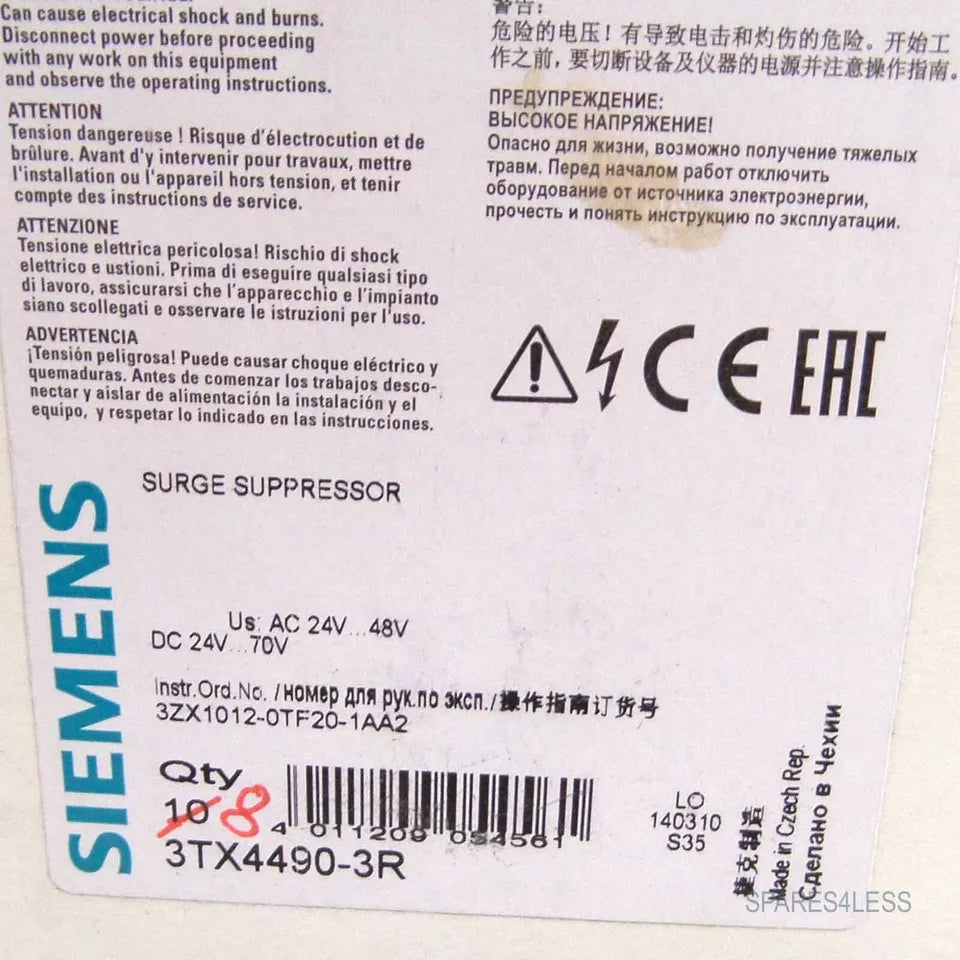 Can cause electrical shock and burns.
Disconnect power before proceeding
with any work on this equipment
and observe the operating instructions.
ATTENTION
Tension dangereuse ! Risque d'électrocution et de
brûlure. Avant d'y intervenir pour travaux, mettre
l'installation ou l'appareil hors tension, et tenir
compte des instructions de service.
ATTENZIONE
Tensione elettrica pericolosa! Rischio di shock
elettrico e ustioni. Prima di eseguire qualsiasi tipo
di lavoro, assicurarsi che l'apparecchio e l'impianto
siano scollegati e osservare le istruzioni per l'uso.
ADVERTENCIA
¡Tensión peligrosa! Puede causar choque eléctrico y
quemaduras. Antes de comenzar los trabajos desco-
nectar y aislar de alimentación la instalación y el
equipo, y respetar lo indicado en las instrucciones.
警告:
危险的电压！有导致电击和灼伤的危险。开始工
作之前，要切断设备及仪器的电源并注意操作指南。
ПРЕДУПРЕЖДЕНИЕ:
ВЫСОКОЕ НАПРЯЖЕНИЕ!
Опасно для жизни, возможно получение тяжелых
травм. Перед началом работ отключить
оборудование от источника электроэнергии,
прочесть и понять инструкцию по эксплуатации.
CE EAC
SIEMENS
SURGE SUPPRESSOR
Us: AC 24V...48V
DC 24V...70V
Instr.Ord.No. /номер для рук.по эксп./操作指南订货号
3ZX1012-0TF20-1AA2
Qty
10 8
4 011209 054561
3TX4490-3R
LO
140310
S35
捷克制造
Made in Czech Rep.
Сделано в Чехии
SPARES4LESS